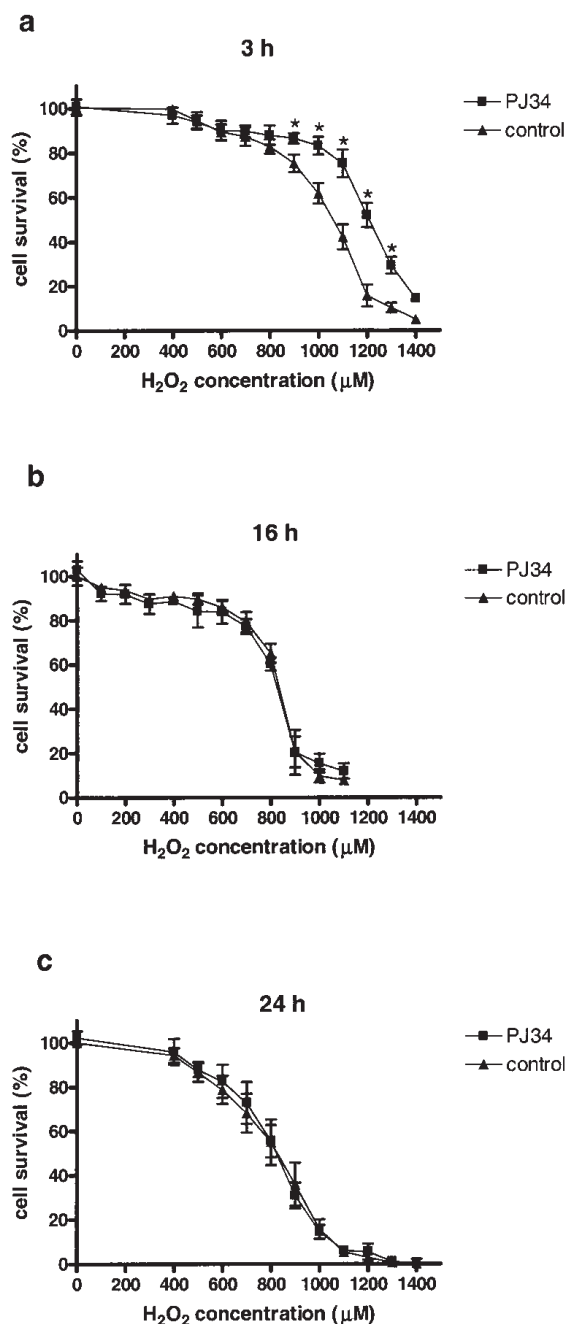 a
3 h
100
80
60
40
20
0
cell survival (%)
* * * * *
PJ34
control
0 200 400 600 800 1000 1200 1400
H₂O₂ concentration (μM)
b
16 h
100
80
60
40
20
0
cell survival (%)
PJ34
control
0 200 400 600 800 1000 1200 1400
H₂O₂ concentration (μM)
c
24 h
100
80
60
40
20
0
cell survival (%)
PJ34
control
0 200 400 600 800 1000 1200 1400
H₂O₂ concentration (μM)